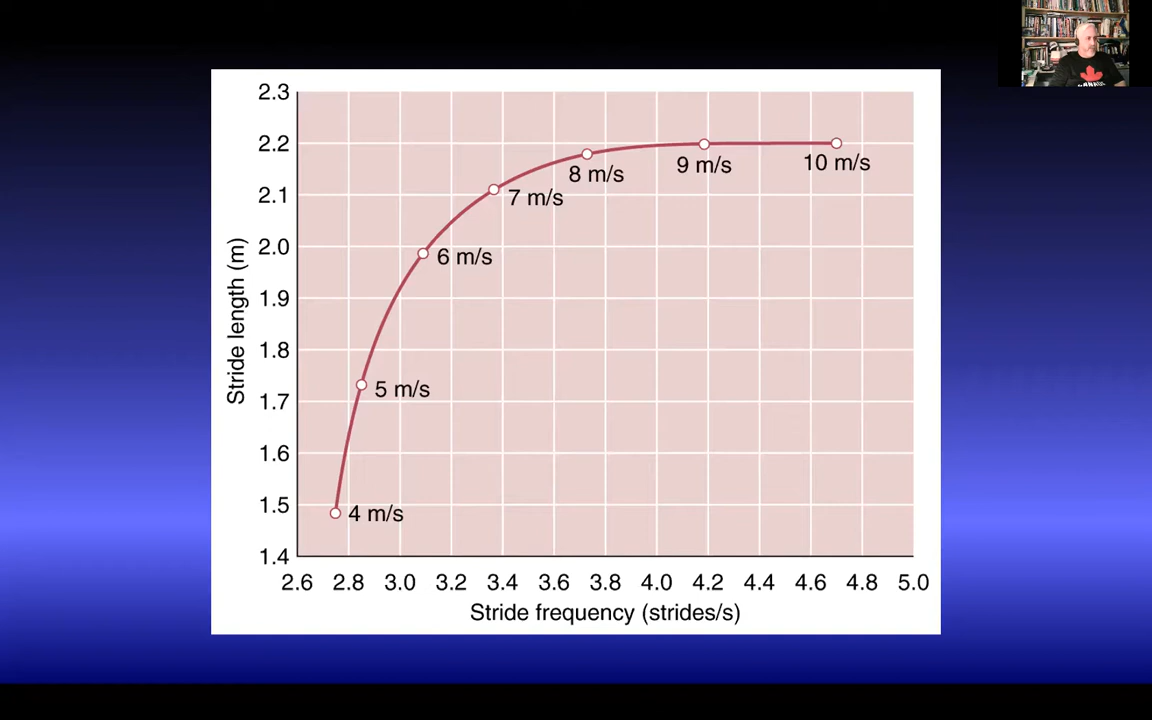 2.3
2.2
2.1
2.0
1.9
1.8
1.7
1.6
1.5
1.4
Stride length (m)
10 m/s
9 m/s
8 m/s
7 m/s
6 m/s
5 m/s
4 m/s
2.6 2.8 3.0 3.2 3.4 3.6 3.8 4.0 4.2 4.4 4.6 4.8 5.0
Stride frequency (strides/s)